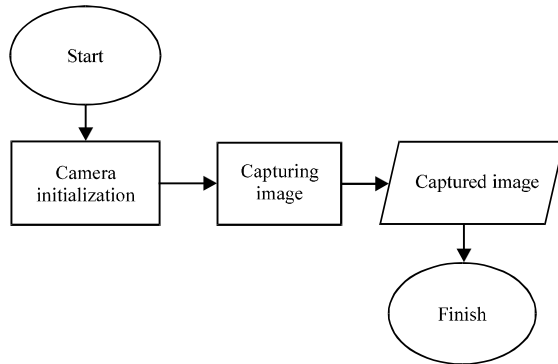 Start
Camera
initialization
Capturing
image
Captured image
Finish